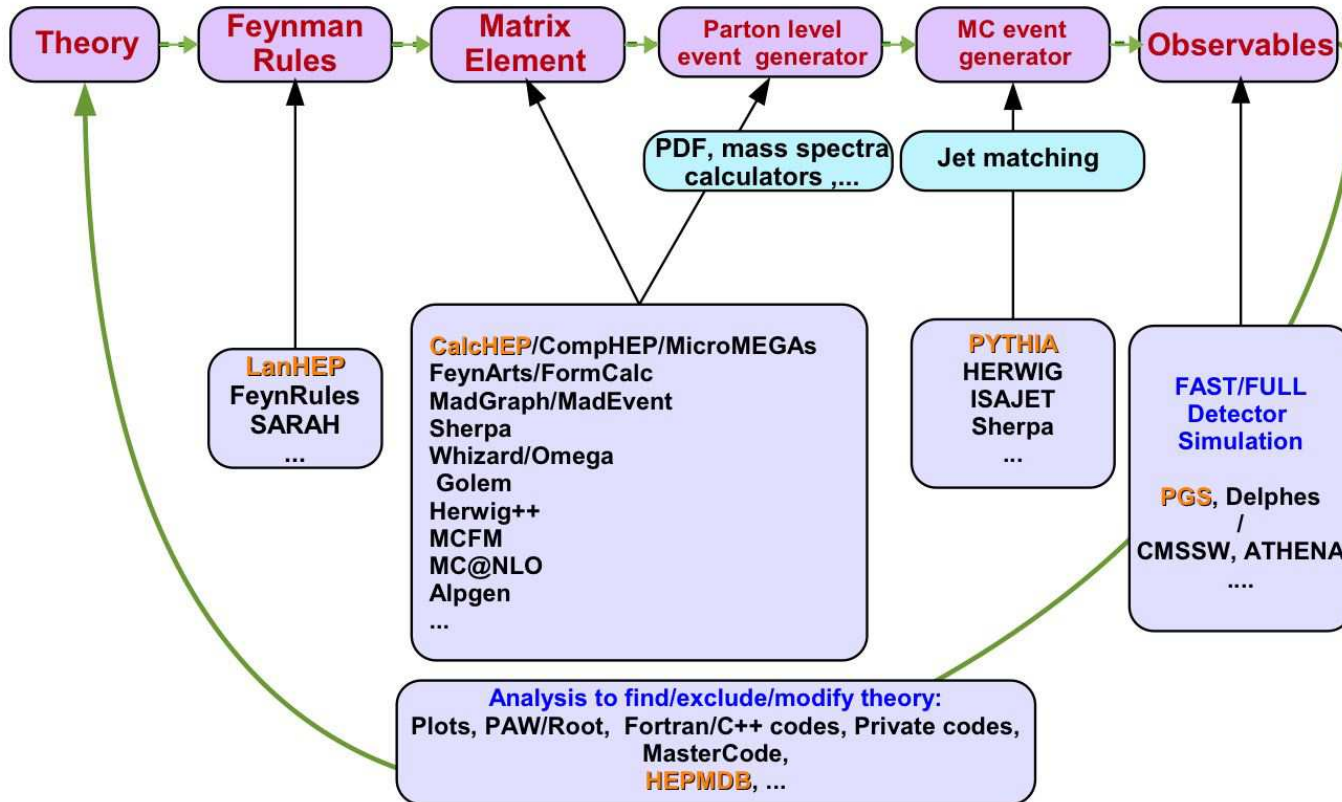 Theory
Feynman
Rules
Matrix
Element
Parton level
event generator
MC event
generator
Observables
PDF, mass spectra
calculators ,...
Jet matching
LanHEP
FeynRules
SARAH
...
CalcHEP/CompHEP/MicroMEGAs
FeynArts/FormCalc
MadGraph/MadEvent
Sherpa
Whizard/Omega
Golem
Herwig++
MCFM
MC@NLO
Alpgen
...
PYTHIA
HERWIG
ISAJET
Sherpa
...
FAST/FULL
Detector
Simulation
PGS, Delphes
/
CMSSW, ATHENA
....
Analysis to find/exclude/modify theory:
Plots, PAW/Root, Fortran/C++ codes, Private codes,
MasterCode,
HEPMDB, ...